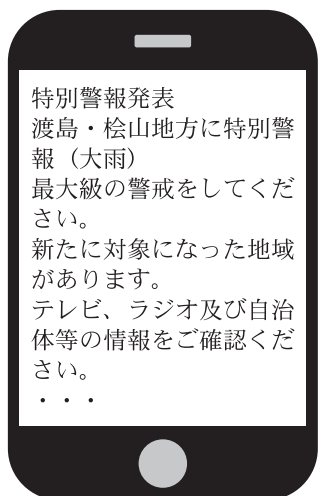 特別警報発表
渡島・桧山地方に特別警
報（大雨）
最大級の警戒をしてくだ
さい。
新たに対象になった地域
があります。
テレビ、ラジオ及び自治
体等の情報をご確認くだ
さい。
・・・